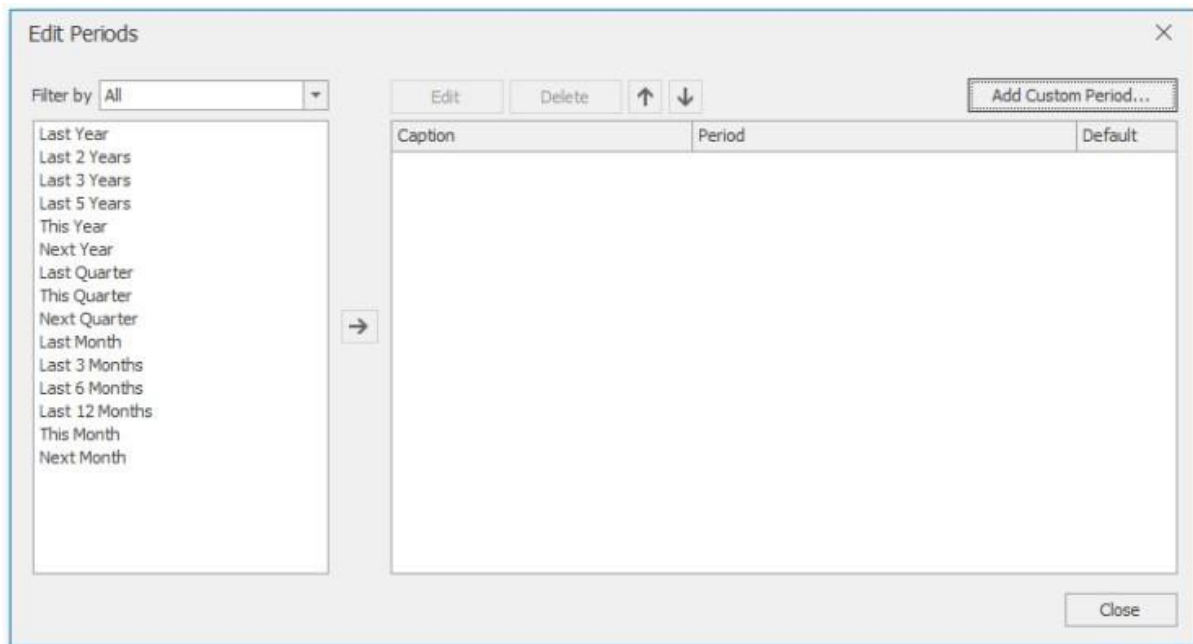 Edit Periods
Filter by All
Edit Delete Add Custom Period...
Last Year
Last 2 Years
Last 3 Years
Last 5 Years
This Year
Next Year
Last Quarter
This Quarter
Next Quarter
Last Month
Last 3 Months
Last 6 Months
Last 12 Months
This Month
Next Month
Caption Period Default
Close